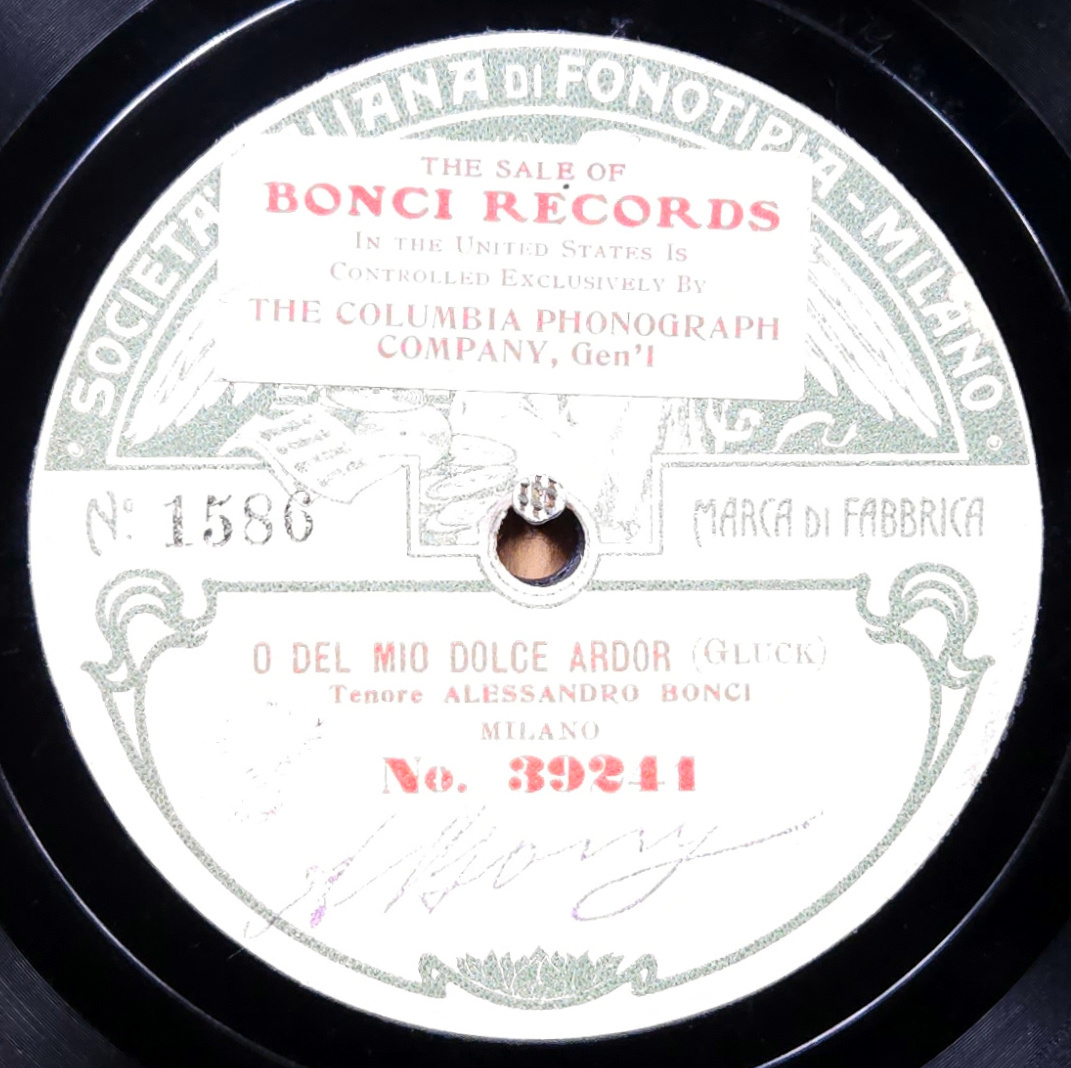 SOCIETA' ITALIANA DI FONOTIPIA - MILANO
THE SALE OF
BONCI RECORDS
IN THE UNITED STATES IS
CONTROLLED EXCLUSIVELY BY
THE COLUMBIA PHONOGRAPH
COMPANY, Gen'l
No. 1586
MARCA DI FABBRICA
O DEL MIO DOLCE ARDOR (GLUCK)
Tenore ALESSANDRO BONCI
MILANO
No. 39241